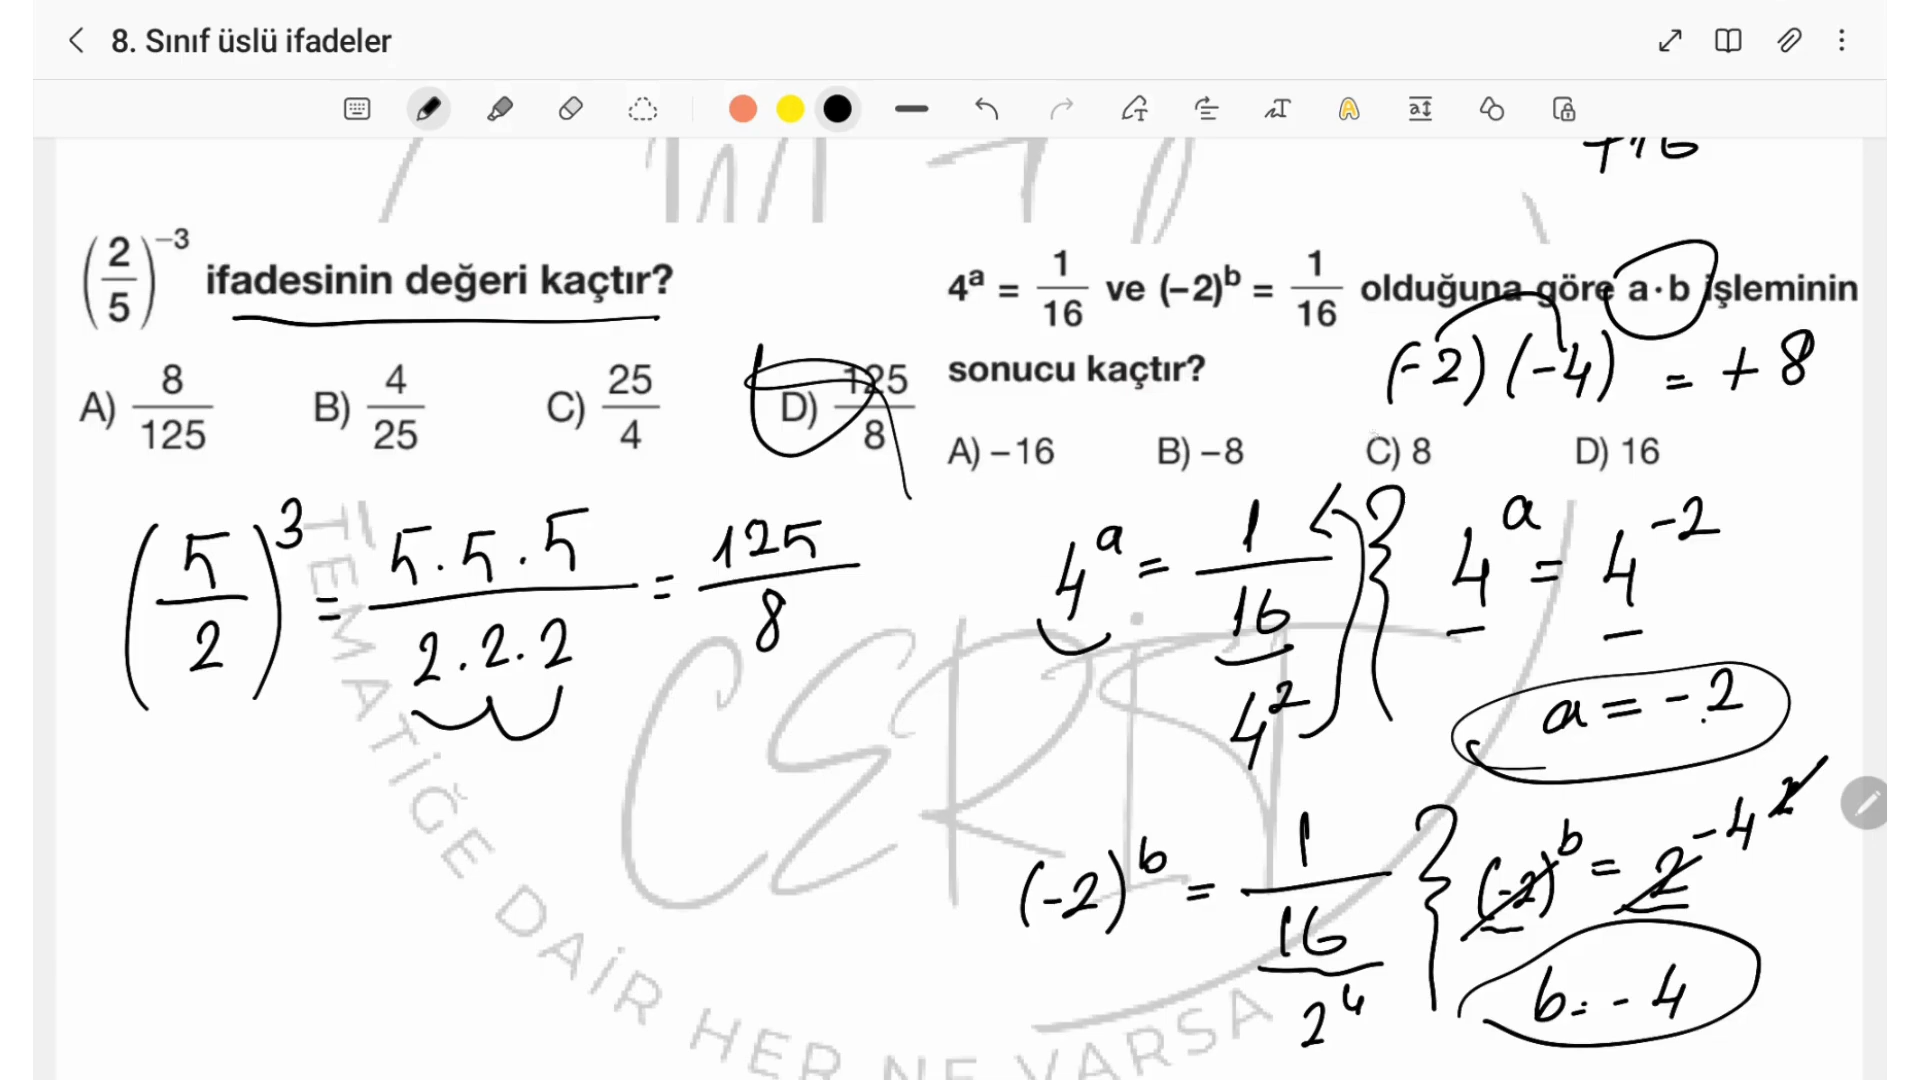 8. Sınıf üslü ifadeler
+16
(2/5)^-3 ifadesinin değeri kaçtır?
A) 8/125 B) 4/25 C) 25/4 D) 125/8
(5/2)^3 = 5.5.5/2.2.2 = 125/8
4^a = 1/16 ve (-2)^b = 1/16 olduğuna göre a·b işleminin
sonucu kaçtır?
(-2)(-4) = +8
A) -16 B) -8 C) 8 D) 16
4^a = 1/16
4^2
4^a = 4^-2
a = -2
(-2)^b = 1/16
2^4
(-2)^b = 2^-4
b = -4
CERİT
TEMATİĞE DAİR HER NE VARSA